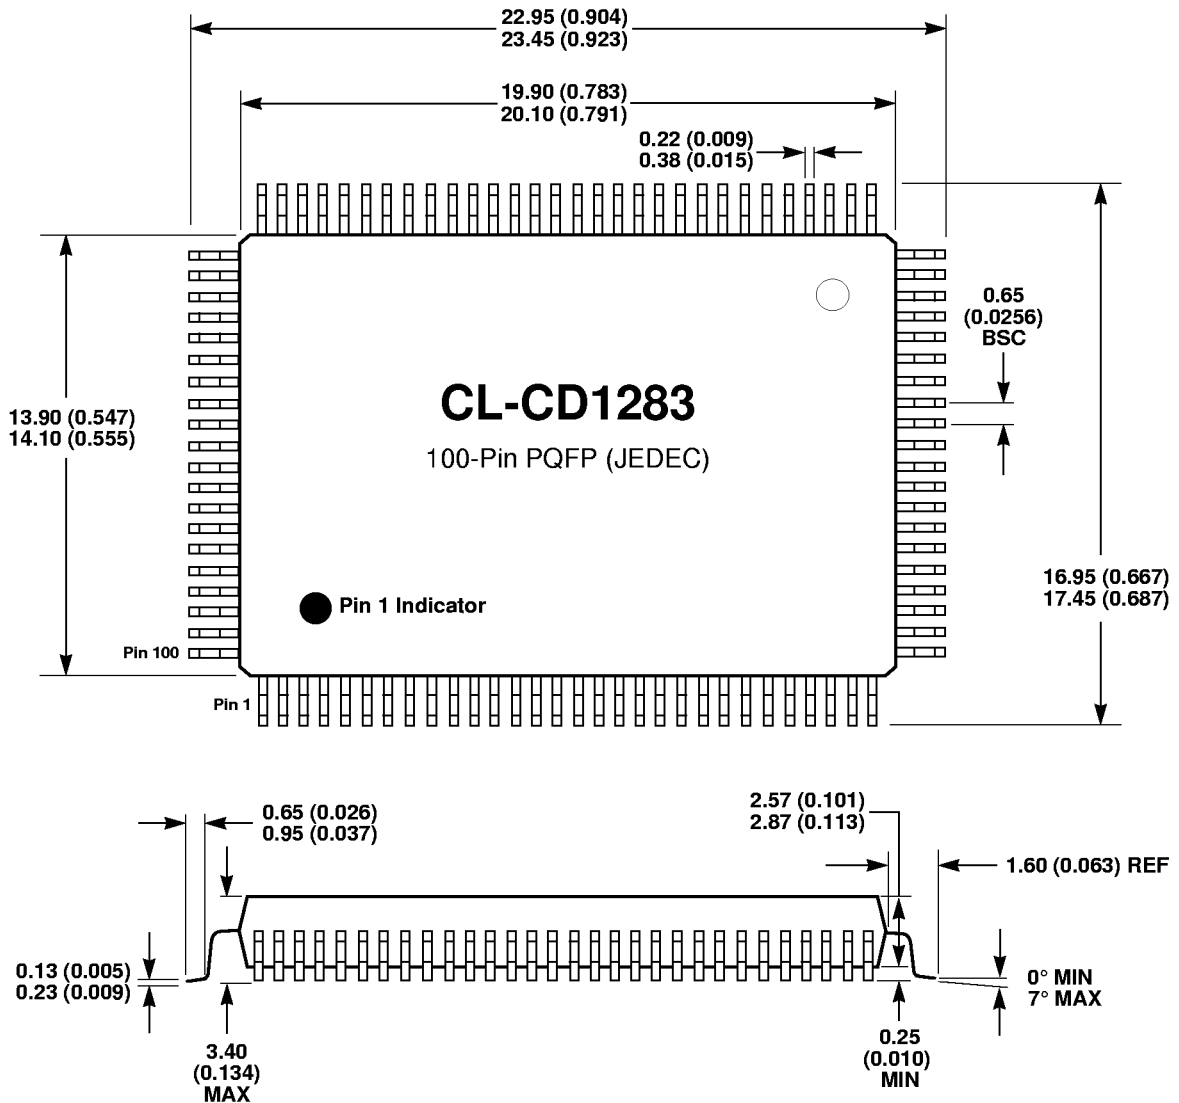 22.95 (0.904)
23.45 (0.923)
19.90 (0.783)
20.10 (0.791)
0.22 (0.009)
0.38 (0.015)
0.65
(0.0256)
BSC
CL-CD1283
13.90 (0.547)
14.10 (0.555)
100-Pin PQFP (JEDEC)
16.95 (0.667)
17.45 (0.687)
Pin 1 Indicator
Pin 100
Pin 1
0.65 (0.026)
0.95 (0.037)
2.57 (0.101)
2.87 (0.113)
1.60 (0.063) REF
0.13 (0.005)
0.23 (0.009)
0° MIN
7° MAX
3.40
(0.134)
MAX
0.25
(0.010)
MIN